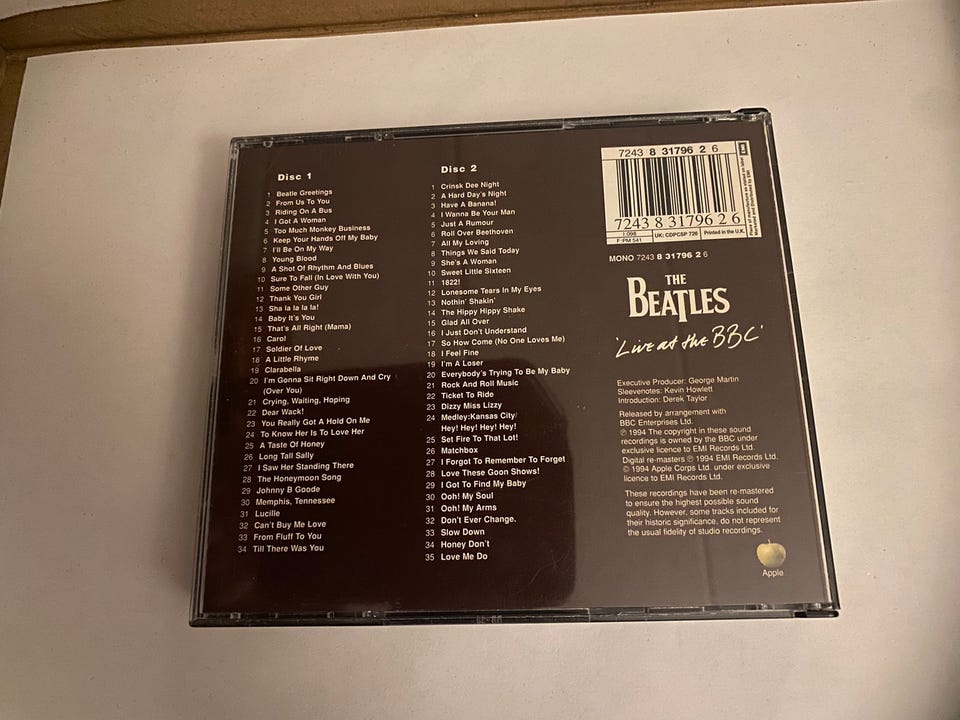 Disc 1
1 Beatle Greetings
2 From Us To You
3 Riding On A Bus
4 I Got A Woman
5 Too Much Monkey Business
6 Keep Your Hands Off My Baby
7 I'll Be On My Way
8 Young Blood
9 A Shot Of Rhythm And Blues
10 Sure To Fall (In Love With You)
11 Some Other Guy
12 Thank You Girl
13 Sha la la la la!
14 Baby It's You
15 That's All Right (Mama)
16 Carol
17 Soldier Of Love
18 A Little Rhyme
19 Clarabella
20 I'm Gonna Sit Right Down And Cry
(Over You)
21 Crying, Waiting, Hoping
22 Dear Wack!
23 You Really Got A Hold On Me
24 To Know Her Is To Love Her
25 A Taste Of Honey
26 Long Tall Sally
27 I Saw Her Standing There
28 The Honeymoon Song
29 Johnny B Goode
30 Memphis, Tennessee
31 Lucille
32 Can't Buy Me Love
33 From Fluff To You
34 Till There Was You
Disc 2
1 Crinsk Dee Night
2 A Hard Day's Night
3 Have A Banana!
4 I Wanna Be Your Man
5 Just A Rumour
6 Roll Over Beethoven
7 All My Loving
8 Things We Said Today
9 She's A Woman
10 Sweet Little Sixteen
11 1822!
12 Lonesome Tears In My Eyes
13 Nothin' Shakin'
14 The Hippy Hippy Shake
15 Glad All Over
16 I Just Don't Understand
17 So How Come (No One Loves Me)
18 I Feel Fine
19 I'm A Loser
20 Everybody's Trying To Be My Baby
21 Rock And Roll Music
22 Ticket To Ride
23 Dizzy Miss Lizzy
24 Medley:Kansas City/
Hey! Hey! Hey! Hey!
25 Set Fire To That Lot!
26 Matchbox
27 I Forgot To Remember To Forget
28 Love These Goon Shows!
29 I Got To Find My Baby
30 Ooh! My Soul
31 Ooh! My Arms
32 Don't Ever Change.
33 Slow Down
34 Honey Don't
35 Love Me Do
7243 8 31796 2 6
7243 8 31796 2 6
F: PM 541
UK: CDPCSP 726
Printed in the U.K.
EMI
MONO 7243 8 31796 2 6
THE
BEATLES
'Live at the BBC'
Executive Producer: George Martin
Sleevenotes: Kevin Howlett
Introduction: Derek Taylor
Released by arrangement with
BBC Enterprises Ltd.
℗ 1994 The copyright in these sound
recordings is owned by the BBC under
exclusive licence to EMI Records Ltd.
Digital re-masters ℗ 1994 EMI Records Ltd.
© 1994 Apple Corps Ltd. under exclusive
licence to EMI Records Ltd.
These recordings have been re-mastered
to ensure the highest possible sound
quality. However, some tracks included for
their historic significance, do not represent
the usual fidelity of studio recordings.
Apple